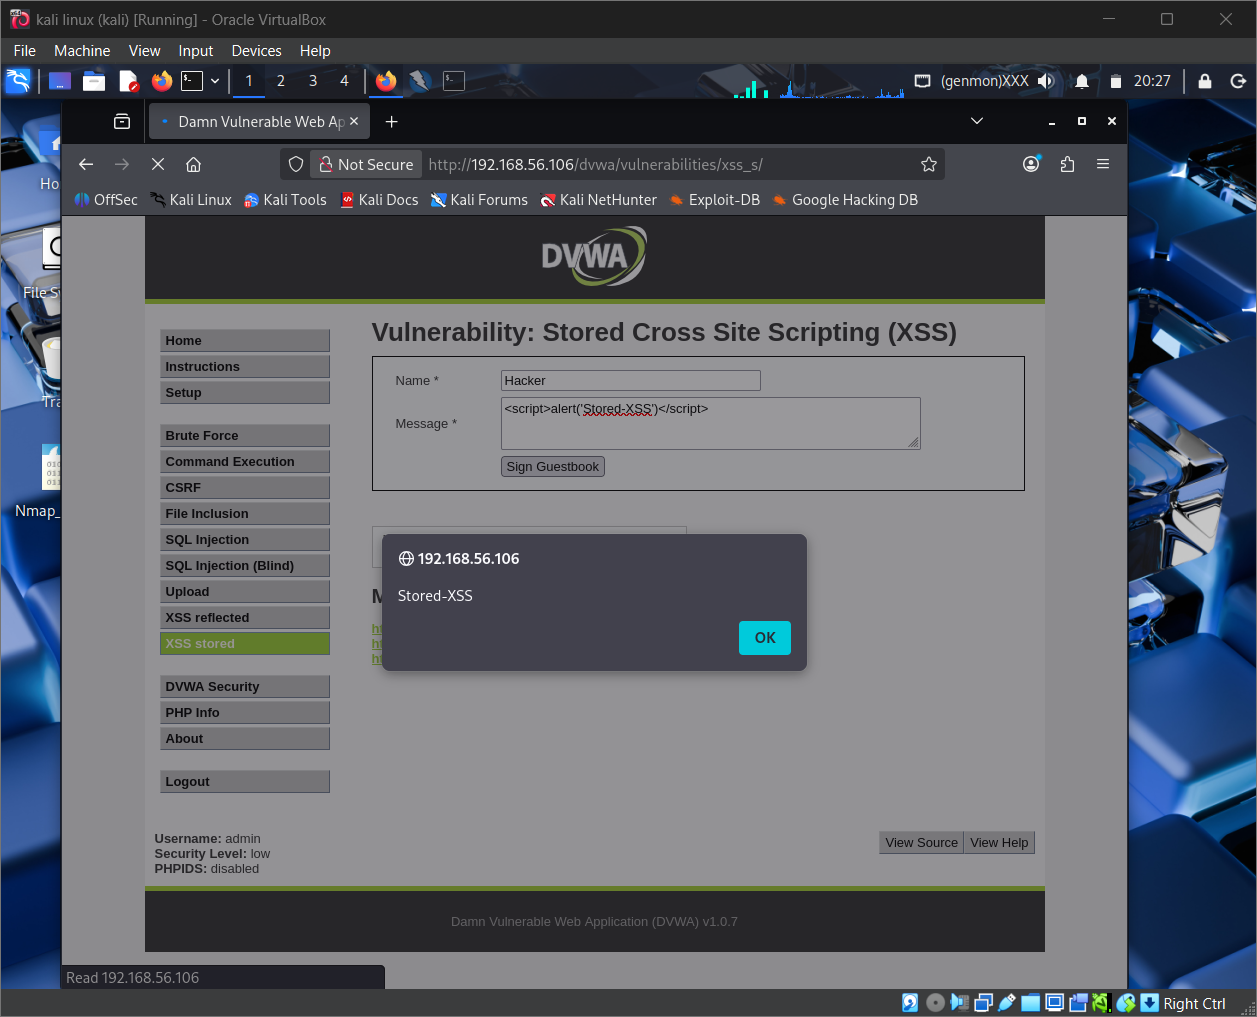 kali linux (kali) [Running] - Oracle VirtualBox
File Machine View Input Devices Help
1 2 3 4 (genmon)XXX 20:27
Damn Vulnerable Web Ap
Not Secure http://192.168.56.106/dvwa/vulnerabilities/xss_s/
OffSec Kali Linux Kali Tools Kali Docs Kali Forums Kali NetHunter Exploit-DB Google Hacking DB
Ho
File Sy
Tra
Nmap_
DVWA
Home
Instructions
Setup
Brute Force
Command Execution
CSRF
File Inclusion
SQL Injection
SQL Injection (Blind)
Upload
XSS reflected
XSS stored
DVWA Security
PHP Info
About
Logout
Vulnerability: Stored Cross Site Scripting (XSS)
Name * Hacker
Message * <script>alert('Stored-XSS')</script>
Sign Guestbook
192.168.56.106
Stored-XSS
OK
M
ht
ht
ht
Username: admin
Security Level: low
PHPIDS: disabled
View Source View Help
Damn Vulnerable Web Application (DVWA) v1.0.7
Read 192.168.56.106
Right Ctrl